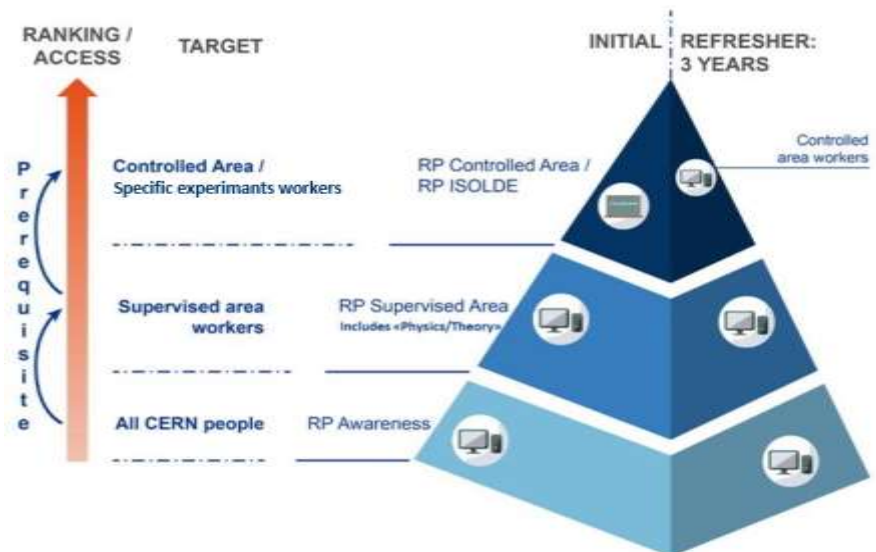 RANKING /
ACCESS
TARGET
INITIAL
REFRESHER:
3 YEARS
Prerequisite
Controlled Area /
Specific experimants workers
RP Controlled Area /
RP ISOLDE
Controlled
area workers
Supervised area
workers
RP Supervised Area
Includes «Physics/Theory»
All CERN people
RP Awareness